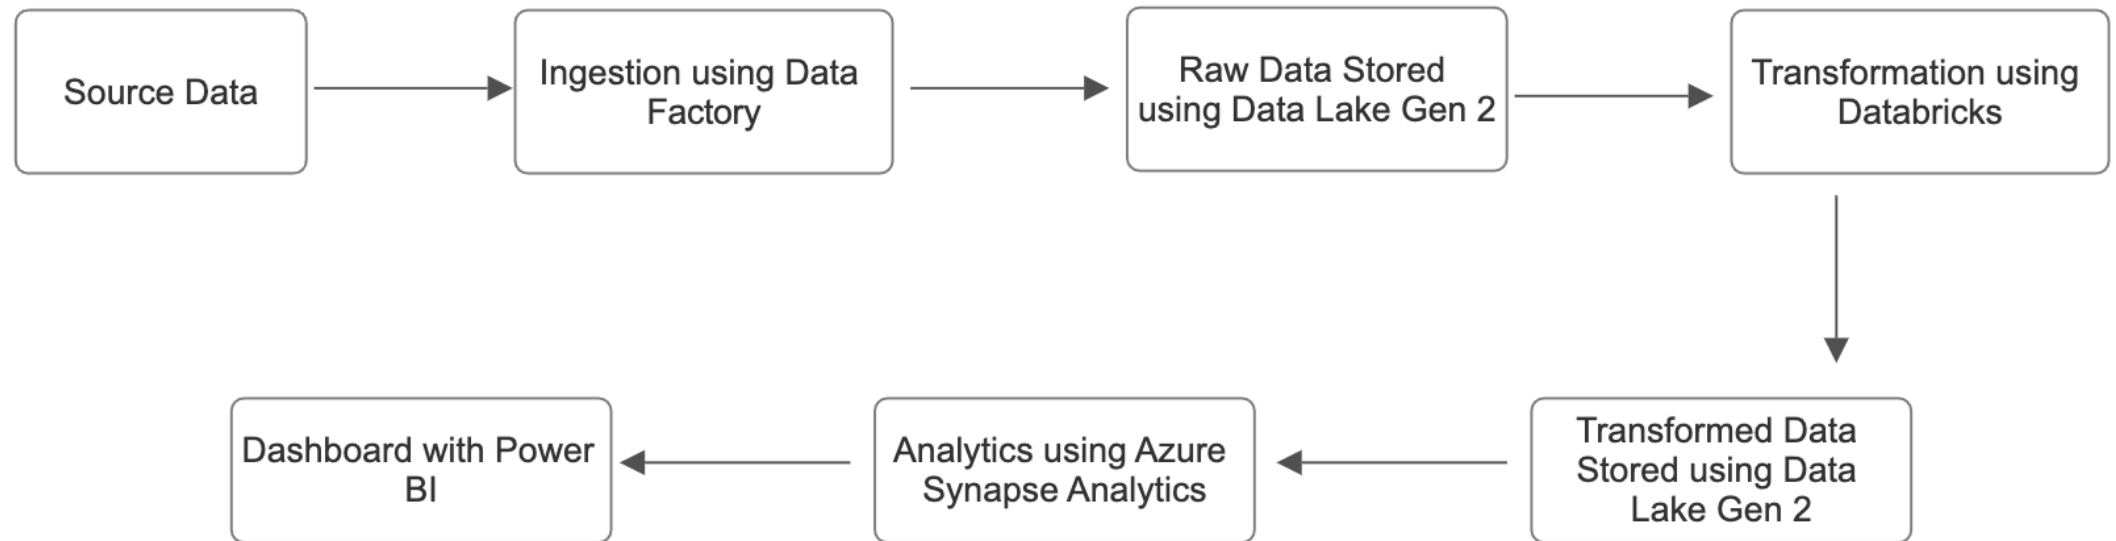 Source Data
Ingestion using Data
Factory
Raw Data Stored
using Data Lake Gen 2
Transformation using
Databricks
Dashboard with Power
BI
Analytics using Azure
Synapse Analytics
Transformed Data
Stored using Data
Lake Gen 2